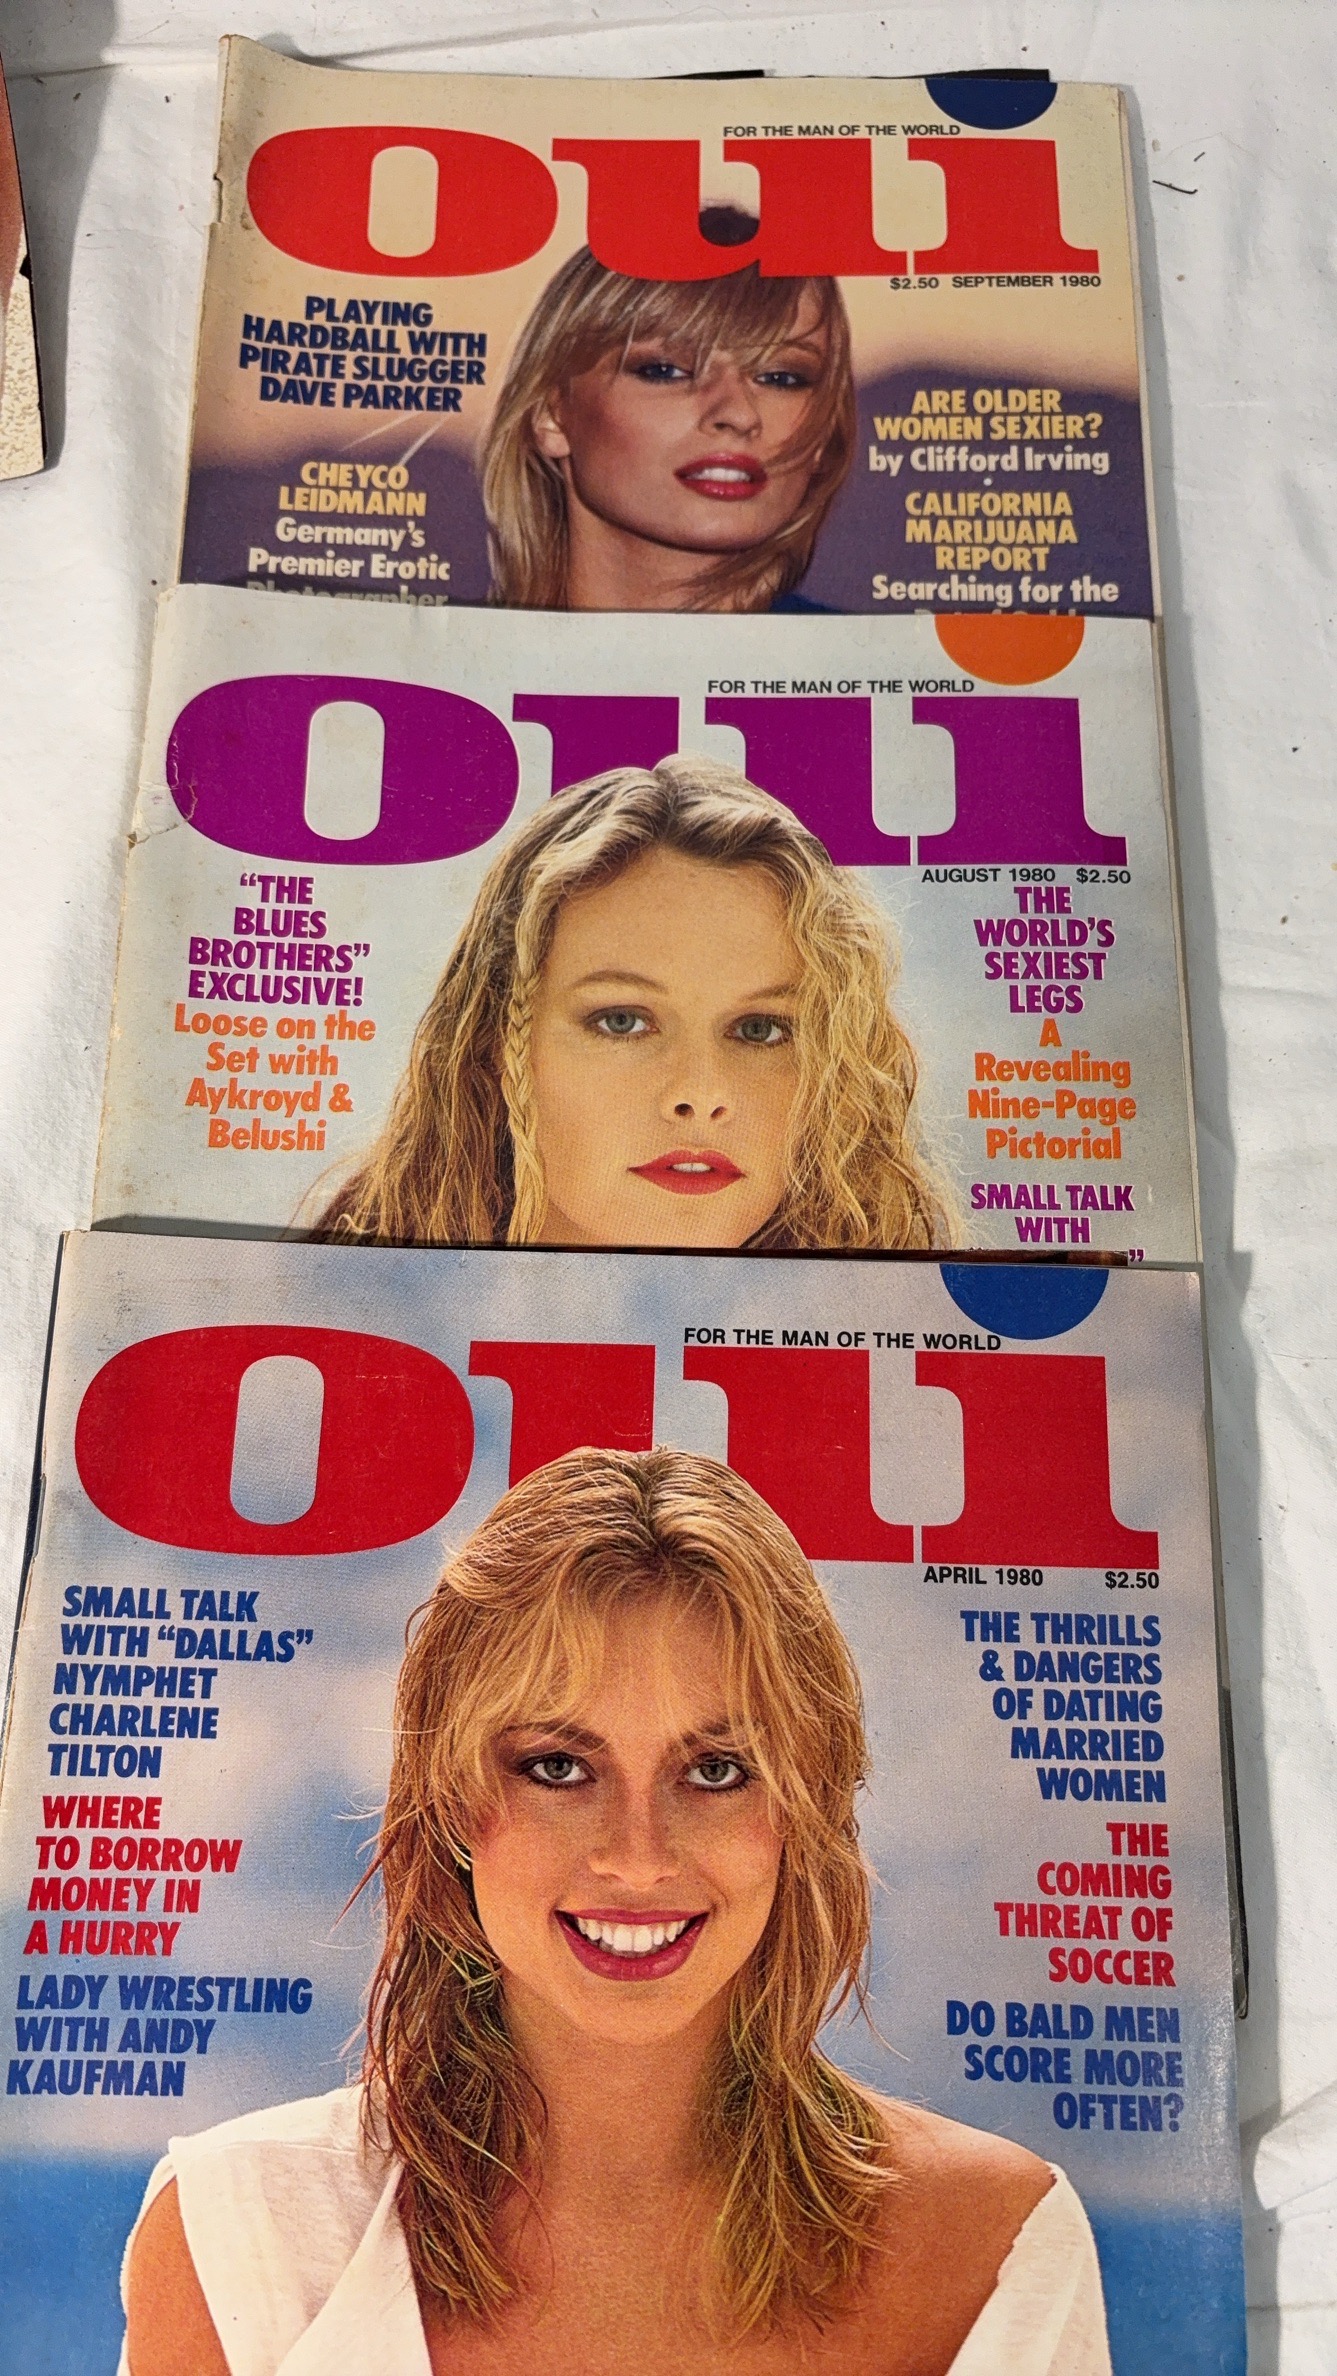 FOR THE MAN OF THE WORLD
oui
$2.50 SEPTEMBER 1980
PLAYING
HARDBALL WITH
PIRATE SLUGGER
DAVE PARKER
CHEYCO
LEIDMANN
Germany's
Premier Erotic
Photographer
ARE OLDER
WOMEN SEXIER?
by Clifford Irving
CALIFORNIA
MARIJUANA
REPORT
Searching for the
FOR THE MAN OF THE WORLD
oui
AUGUST 1980 $2.50
"THE
BLUES
BROTHERS"
EXCLUSIVE!
Loose on the
Set with
Aykroyd &
Belushi
THE
WORLD'S
SEXIEST
LEGS
A
Revealing
Nine-Page
Pictorial
SMALL TALK
WITH
FOR THE MAN OF THE WORLD
oui
APRIL 1980 $2.50
SMALL TALK
WITH "DALLAS"
NYMPHET
CHARLENE
TILTON
WHERE
TO BORROW
MONEY IN
A HURRY
LADY WRESTLING
WITH ANDY
KAUFMAN
THE THRILLS
& DANGERS
OF DATING
MARRIED
WOMEN
THE
COMING
THREAT OF
SOCCER
DO BALD MEN
SCORE MORE
OFTEN?